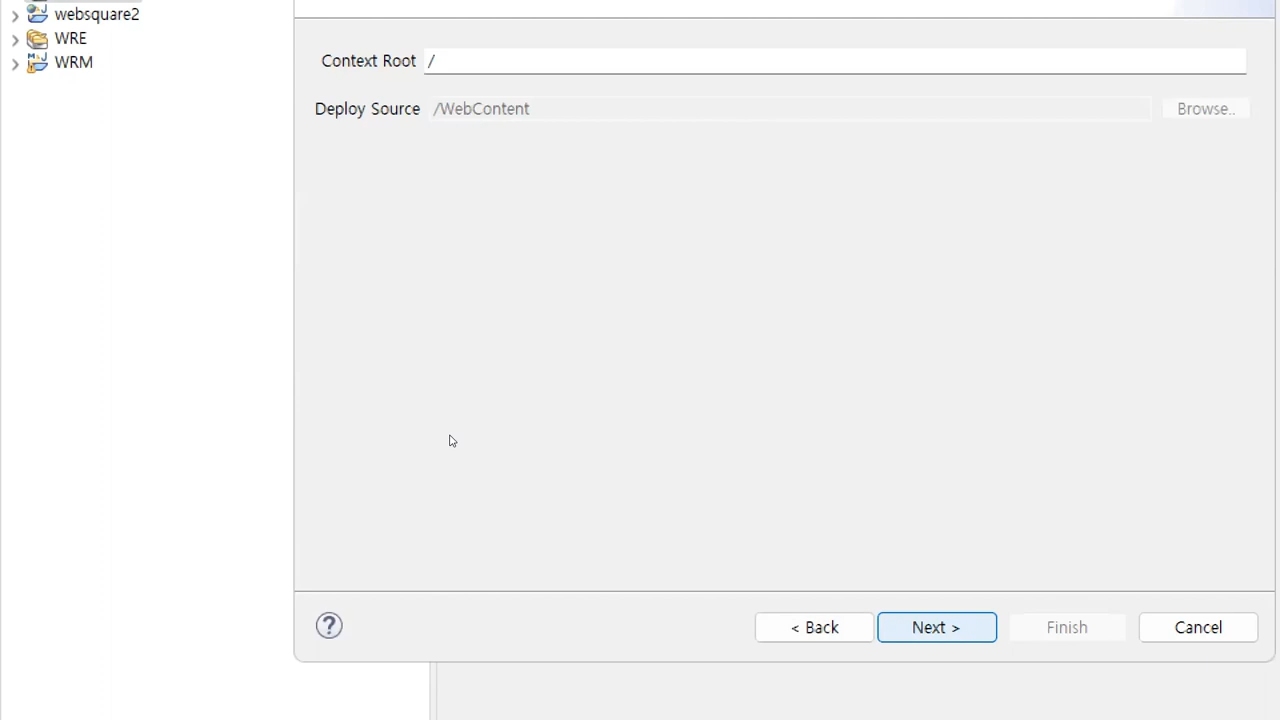 websquare2
WRE
WRM
Context Root /
Deploy Source /WebContent Browse..
? < Back Next > Finish Cancel